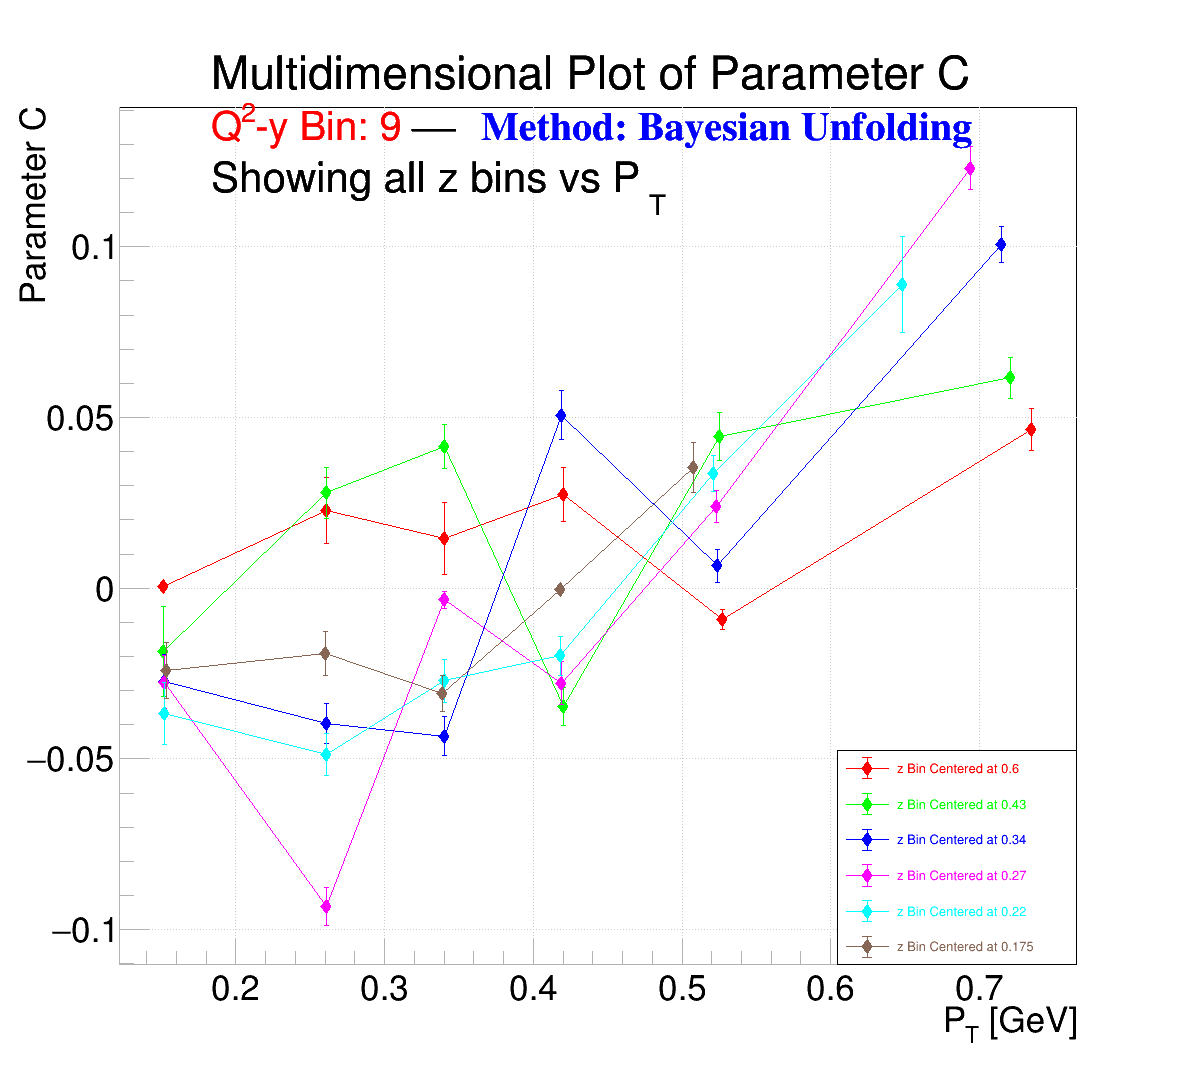 Multidimensional Plot of Parameter C
Q²-y Bin: 9 — Method: Bayesian Unfolding
Showing all z bins vs P_T
Parameter C
0.1
0.05
0
−0.05
−0.1
z Bin Centered at 0.6
z Bin Centered at 0.43
z Bin Centered at 0.34
z Bin Centered at 0.27
z Bin Centered at 0.22
z Bin Centered at 0.175
0.2 0.3 0.4 0.5 0.6 0.7
P_T [GeV]